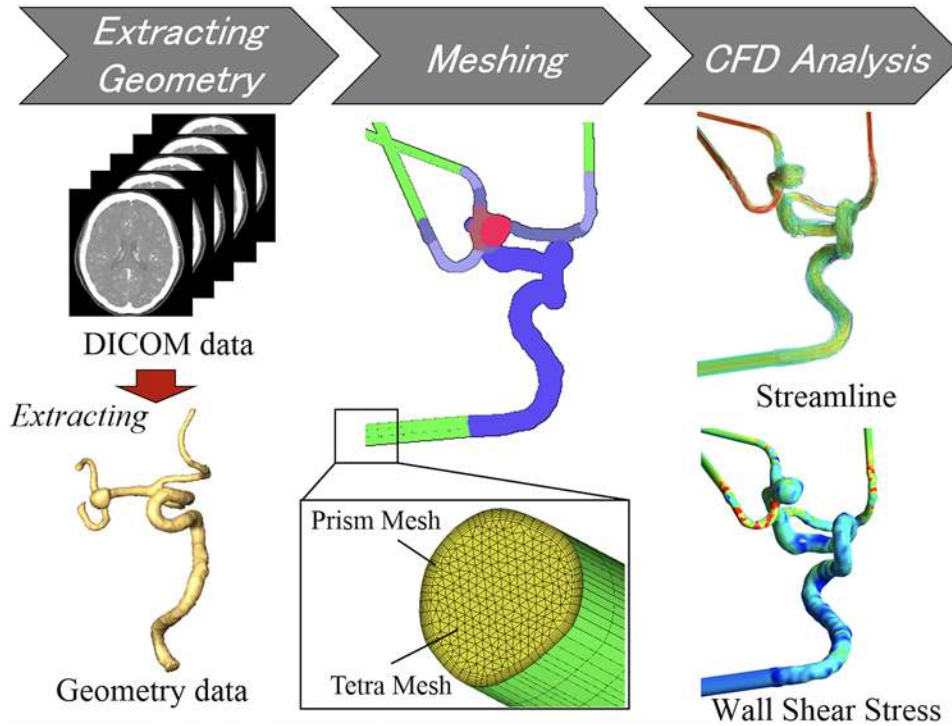 Extracting
Geometry
Meshing
CFD Analysis
DICOM data
Extracting
Geometry data
Prism Mesh
Tetra Mesh
Streamline
Wall Shear Stress